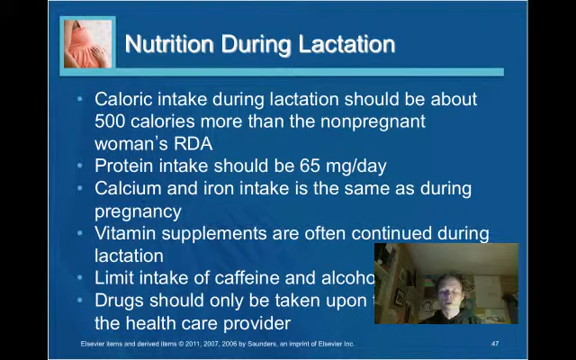 Nutrition During Lactation
• Caloric intake during lactation should be about
500 calories more than the nonpregnant
woman's RDA
• Protein intake should be 65 mg/day
• Calcium and iron intake is the same as during
pregnancy
• Vitamin supplements are often continued during
lactation
• Limit intake of caffeine and
• Drugs should only be taken upon
the health care provider
Elsevier items and derived items © 2011, 2007, 2006 by Saunders, an imprint of Elsevier Inc.
47